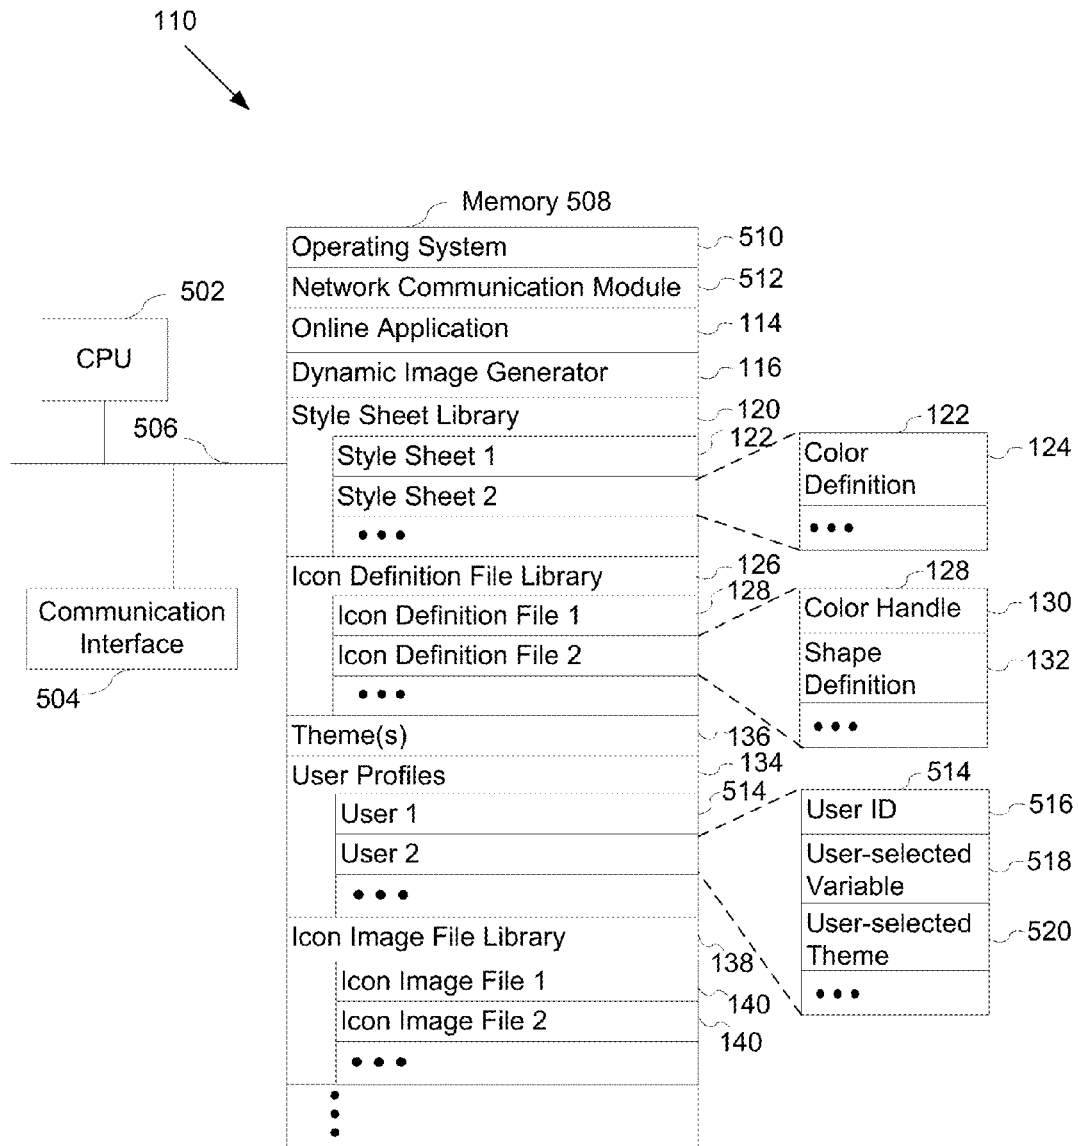 110
Memory 508
Operating System
510
Network Communication Module
512
Online Application
114
Dynamic Image Generator
116
Style Sheet Library
120
Style Sheet 1
122
Style Sheet 2
•••
502
CPU
506
Communication
Interface
504
122
Color
Definition
124
•••
Icon Definition File Library
126
Icon Definition File 1
128
Icon Definition File 2
•••
128
Color Handle
130
Shape
Definition
132
•••
Theme(s)
136
User Profiles
134
User 1
514
User 2
•••
514
User ID
516
User-selected
Variable
518
User-selected
Theme
520
•••
Icon Image File Library
138
Icon Image File 1
140
Icon Image File 2
140
•••